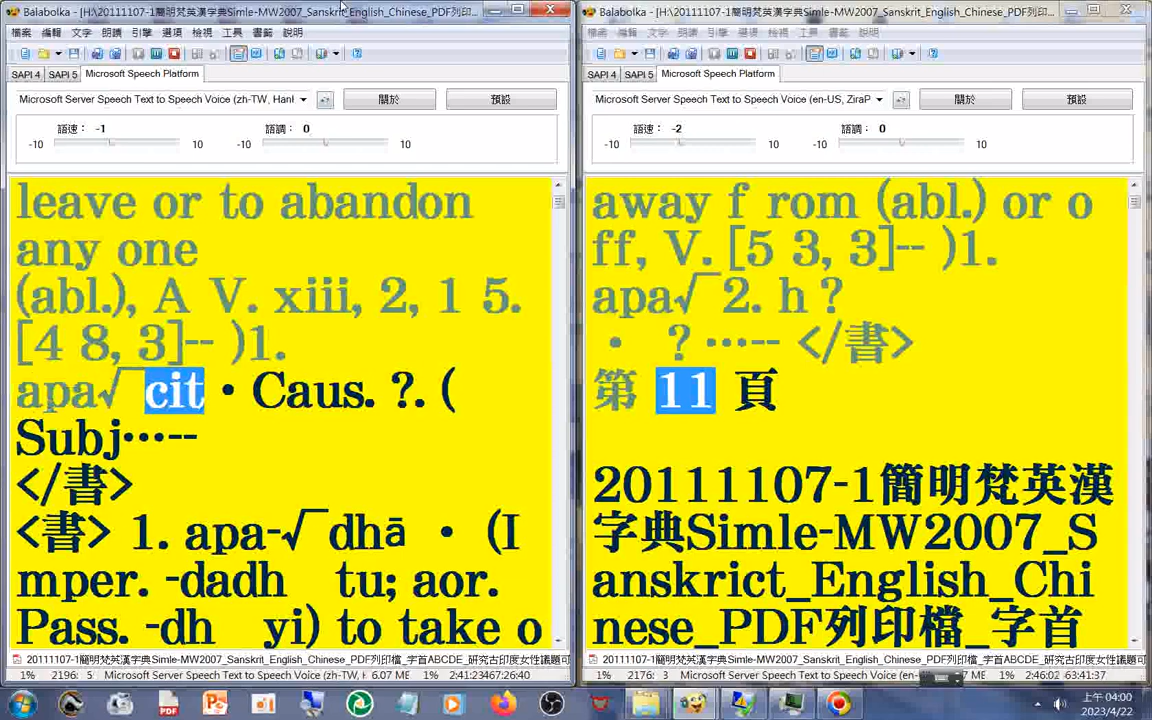 Balabolka - [H:\20111107-1簡明梵英漢字典Simle-MW2007_Sanskrit_English_Chinese_PDF列印...
檔案 編輯 文字 朗讀 引擎 選項 檢視 工具 書籤 說明
SAPI 4 SAPI 5 Microsoft Speech Platform
Microsoft Server Speech Text to Speech Voice (zh-TW, HanH
關於 預設
語速: -1 語調: 0
-10 10 -10 10
leave or to abandon
any one
(abl.), A V. xiii, 2, 1 5.
[4 8, 3]-- )1.
apa√ cit • Caus. ?. (
Subj…--
</書>
<書> 1. apa-√ dhā • (I
mper. -dadh tu; aor.
Pass. -dh yi) to take o
20111107-1簡明梵英漢字典Simle-MW2007_Sanskrit_English_Chinese_PDF列印檔_字首ABCDE_研究古印度女性議題可
1% 2196: 5 Microsoft Server Speech Text to Speech Voice (zh-TW, 6.07 MB 1% 2:41:23467:26:40
Balabolka - [H:\20111107-1簡明梵英漢字典Simle-MW2007_Sanskrit_English_Chinese_PDF列印...
檔案 編輯 文字 朗讀 引擎 選項 檢視 工具 書籤 說明
SAPI 4 SAPI 5 Microsoft Speech Platform
Microsoft Server Speech Text to Speech Voice (en-US, ZiraP
關於 預設
語速: -2 語調: 0
-10 10 -10 10
away f rom (abl.) or o
ff, V. [5 3, 3]-- )1.
apa√ 2. h ?
• ?…-- </書>
第 11 頁
20111107-1簡明梵英漢
字典Simle-MW2007_S
anskrict_English_Chi
nese_PDF列印檔_字首
20111107-1簡明梵英漢字典Simle-MW2007_Sanskrit_English_Chinese_PDF列印檔_字首ABCDE_研究古印度女性議題可
1% 2176: 3 Microsoft Server Speech Text to Speech Voice 1% 2:46:02 63:41:37
PDF
上午 04:00
2023/4/22